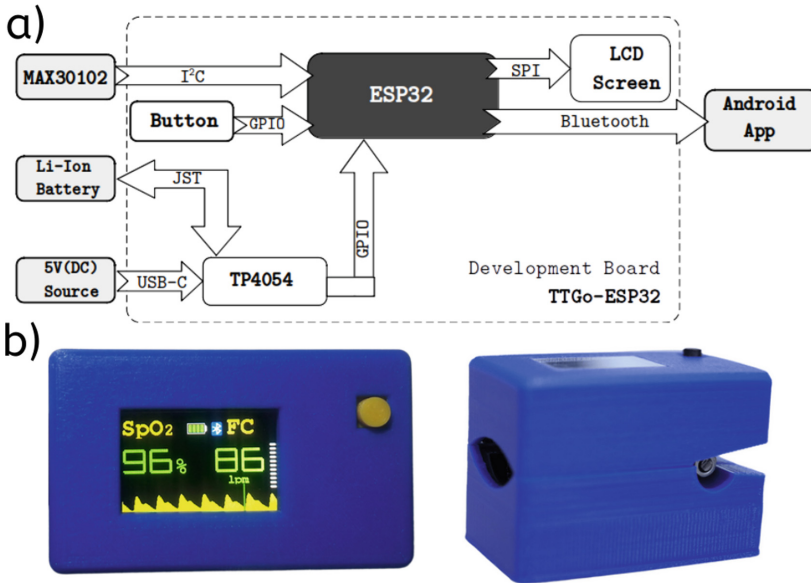 a)
MAX30102
I²C
ESP32
SPI
LCD
Screen
Button
GPIO
Bluetooth
Android
App
Li-Ion
Battery
JST
GPIO
5V(DC)
Source
USB-C
TP4054
Development Board
TTGo-ESP32
b)
SpO2 FC
96% 86
lpm